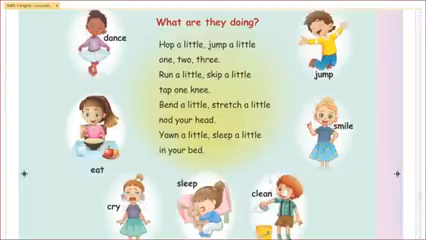 What are they doing?
dance
Hop a little, jump a little
one, two, three.
Run a little, skip a little
tap one knee.
Bend a little, stretch a little
nod your head.
Yawn a little, sleep a little
in your bed.
jump
smile
eat
sleep
clean
cry